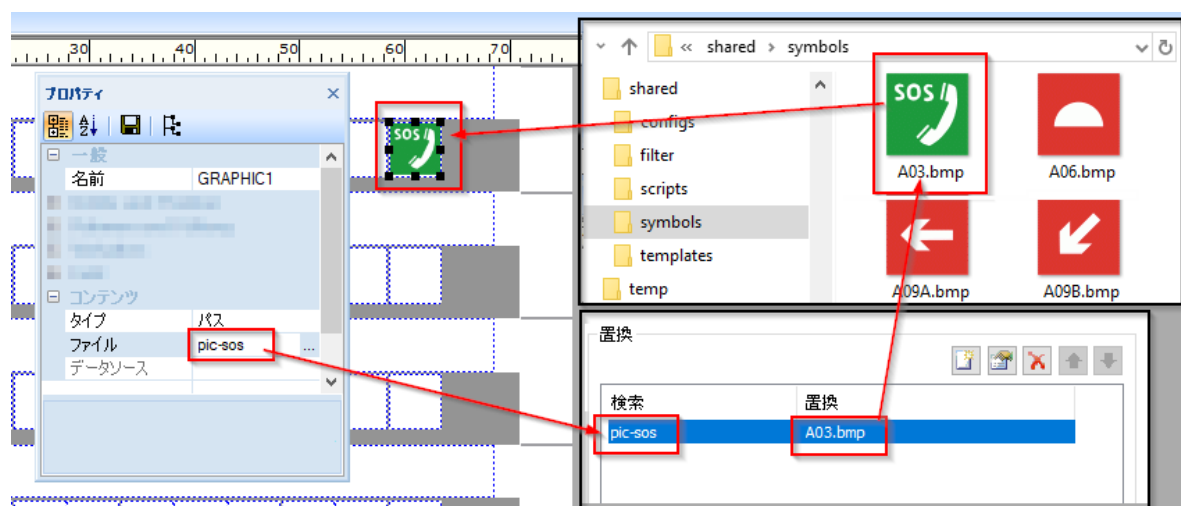 30 40 50 60 70
プロパティ
一般
名前 GRAPHIC1
コンテンツ
タイプ パス
ファイル pic-sos ...
データソース
SOS
« shared › symbols
shared
configs
filter
scripts
symbols
templates
temp
SOS
A03.bmp A06.bmp
A09A.bmp A09B.bmp
置換
検索 置換
pic-sos A03.bmp